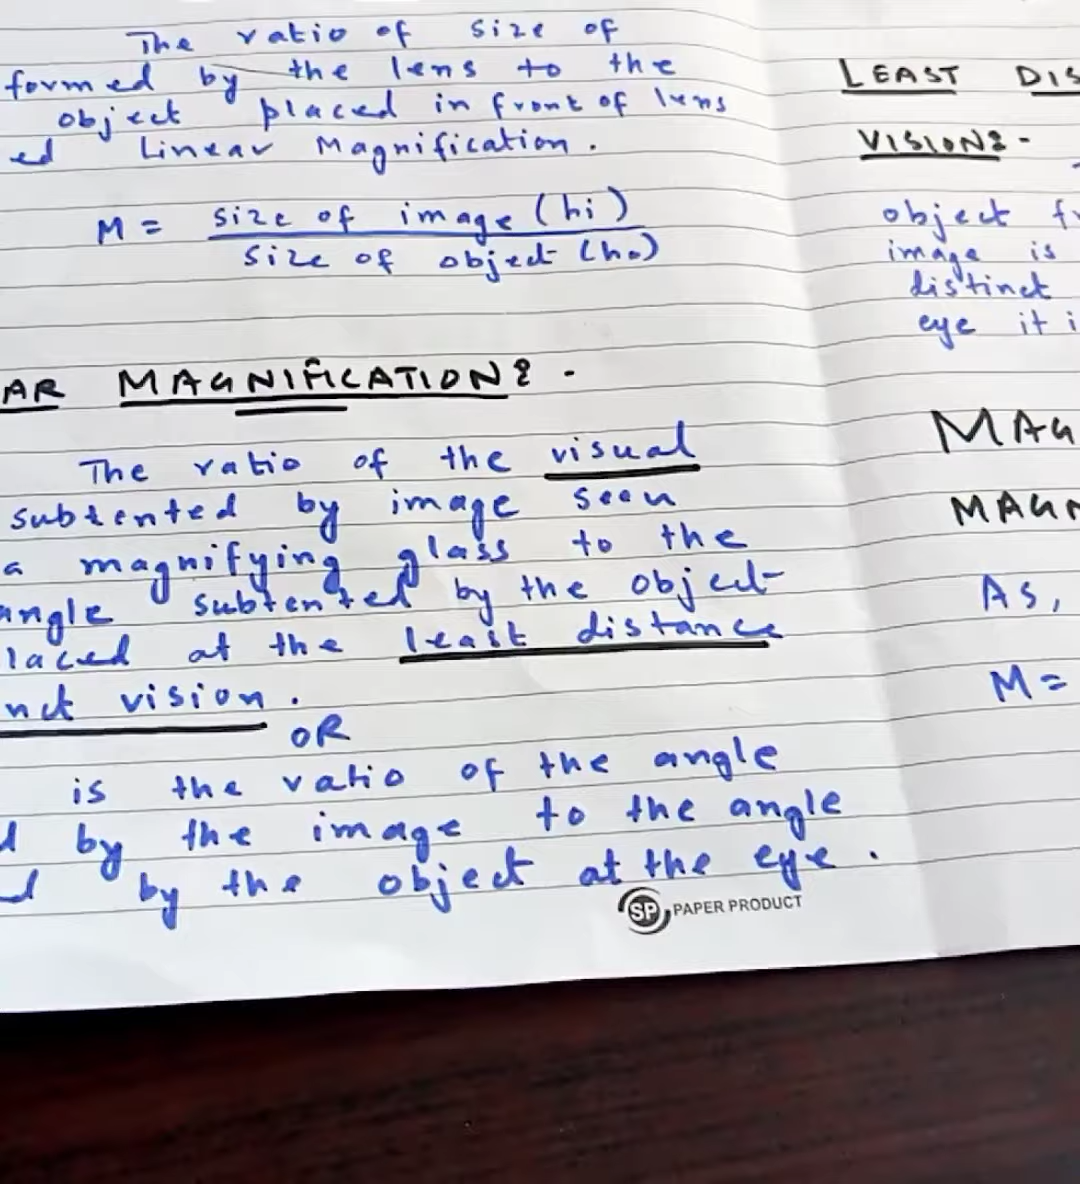 The ratio of size of
formed by the lens to the
object placed in front of lens
ed Linear Magnification.
M = size of image (hi)
size of object (ho)
AR MAGNIFICATION:-
The ratio of the visual
subtented by image seen
a magnifying glass to the
angle subtented by the object
laced at the least distance
nct vision.
OR
is the ratio of the angle
d by the image to the angle
d by the object at the eye.
SP PAPER PRODUCT
LEAST DIS
VISION:-
object fr
image is
distinct
eye it i
MAG
MAGN
As,
M=